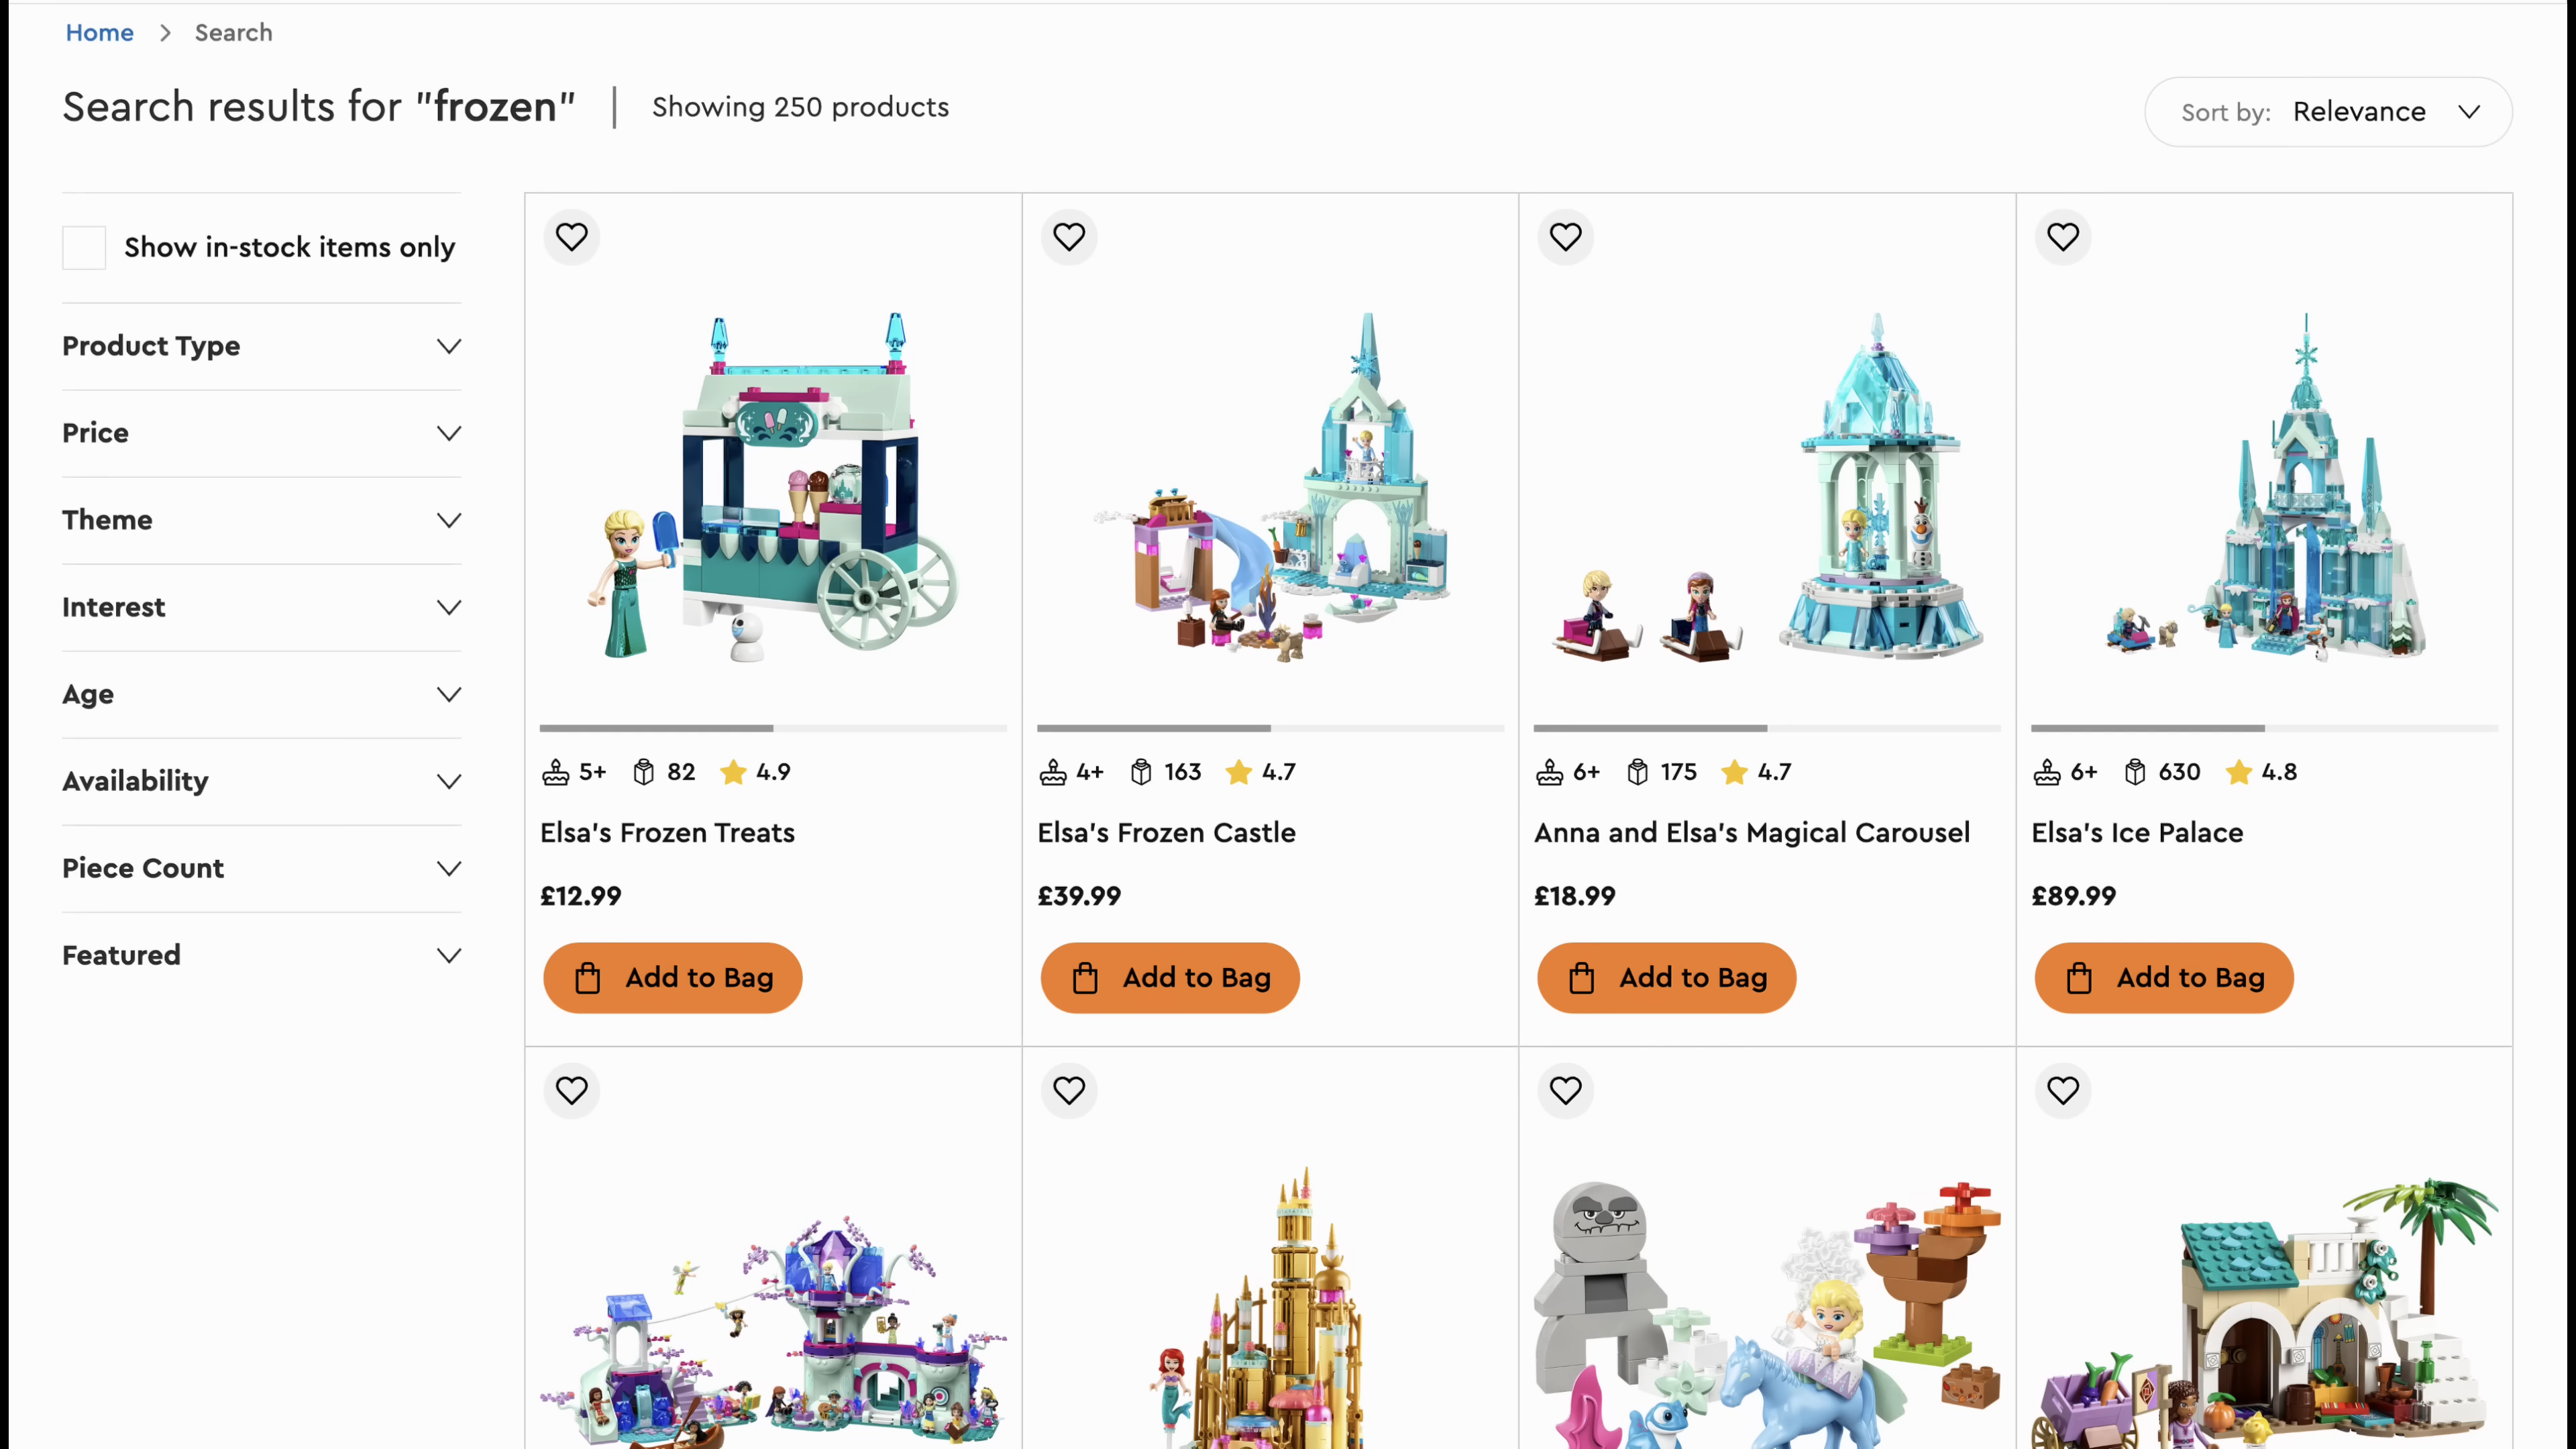 Home > Search
Search results for "frozen" | Showing 250 products
Sort by: Relevance
Show in-stock items only
Product Type
Price
Theme
Interest
Age
Availability
Piece Count
Featured
5+ 82 4.9
Elsa's Frozen Treats
£12.99
Add to Bag
4+ 163 4.7
Elsa's Frozen Castle
£39.99
Add to Bag
6+ 175 4.7
Anna and Elsa's Magical Carousel
£18.99
Add to Bag
6+ 630 4.8
Elsa's Ice Palace
£89.99
Add to Bag